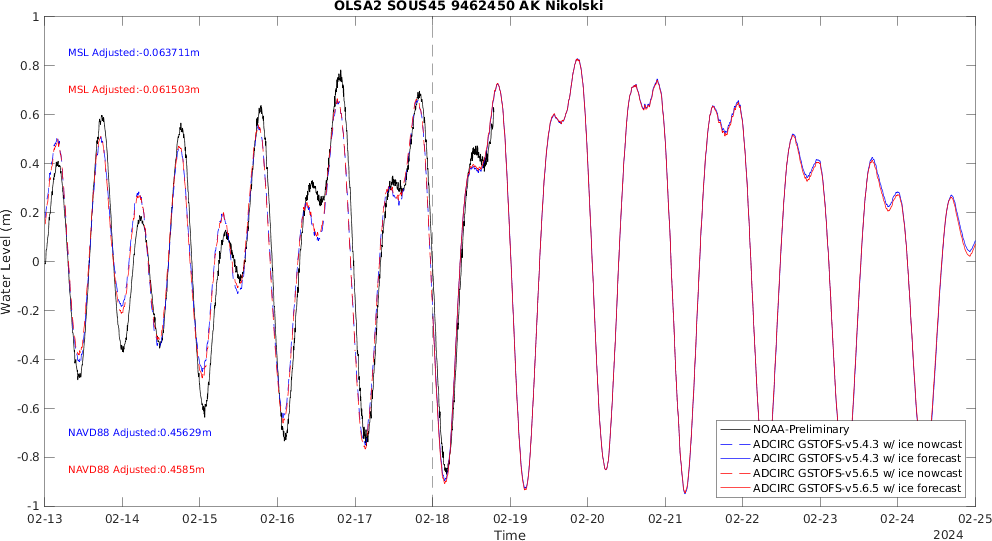 OLSA2 SOUS45 9462450 AK Nikolski
MSL Adjusted:-0.063711m
MSL Adjusted:-0.061503m
NAVD88 Adjusted:0.45629m
NAVD88 Adjusted:0.4585m
Water Level (m)
1
0.8
0.6
0.4
0.2
0
-0.2
-0.4
-0.6
-0.8
-1
NOAA-Preliminary
ADCIRC GSTOFS-v5.4.3 w/ ice nowcast
ADCIRC GSTOFS-v5.4.3 w/ ice forecast
ADCIRC GSTOFS-v5.6.5 w/ ice nowcast
ADCIRC GSTOFS-v5.6.5 w/ ice forecast
02-13 02-14 02-15 02-16 02-17 02-18 02-19 02-20 02-21 02-22 02-23 02-24 02-25
Time
2024